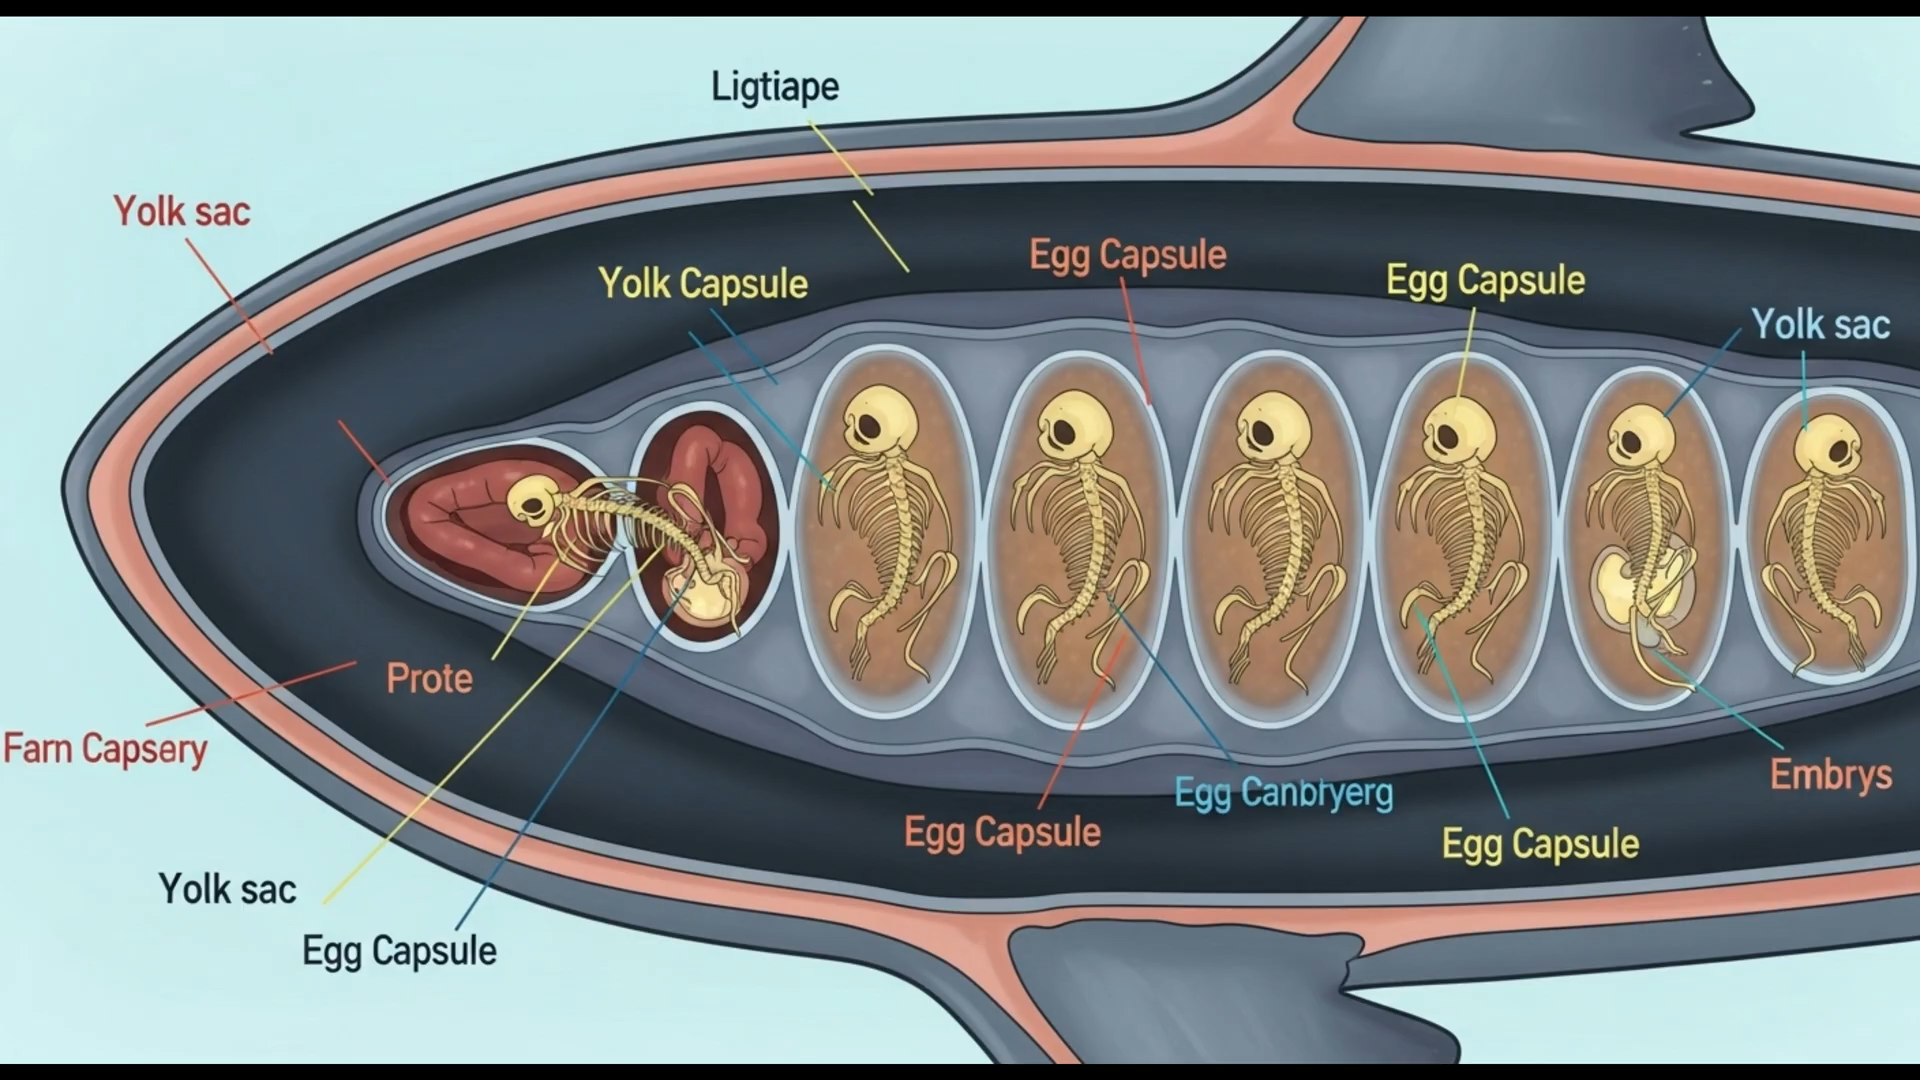 Ligtiape
Yolk sac
Egg Capsule
Yolk Capsule
Egg Capsule
Yolk sac
Prote
Farn Capsery
Egg Canblyerg
Embrys
Egg Capsule
Egg Capsule
Yolk sac
Egg Capsule